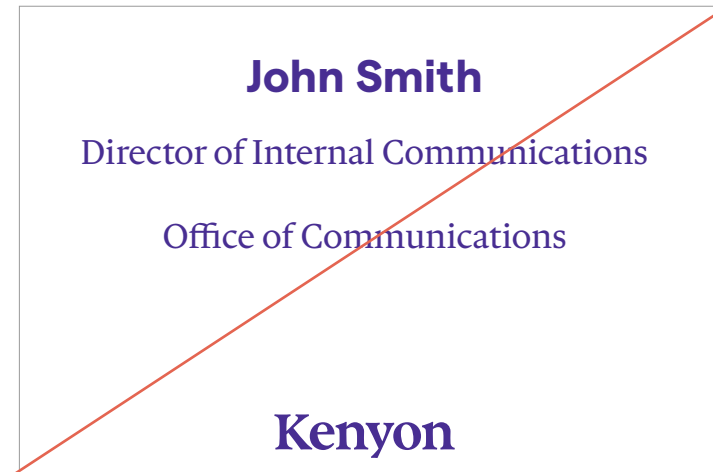 John Smith
Director of Internal Communications
Office of Communications
Kenyon